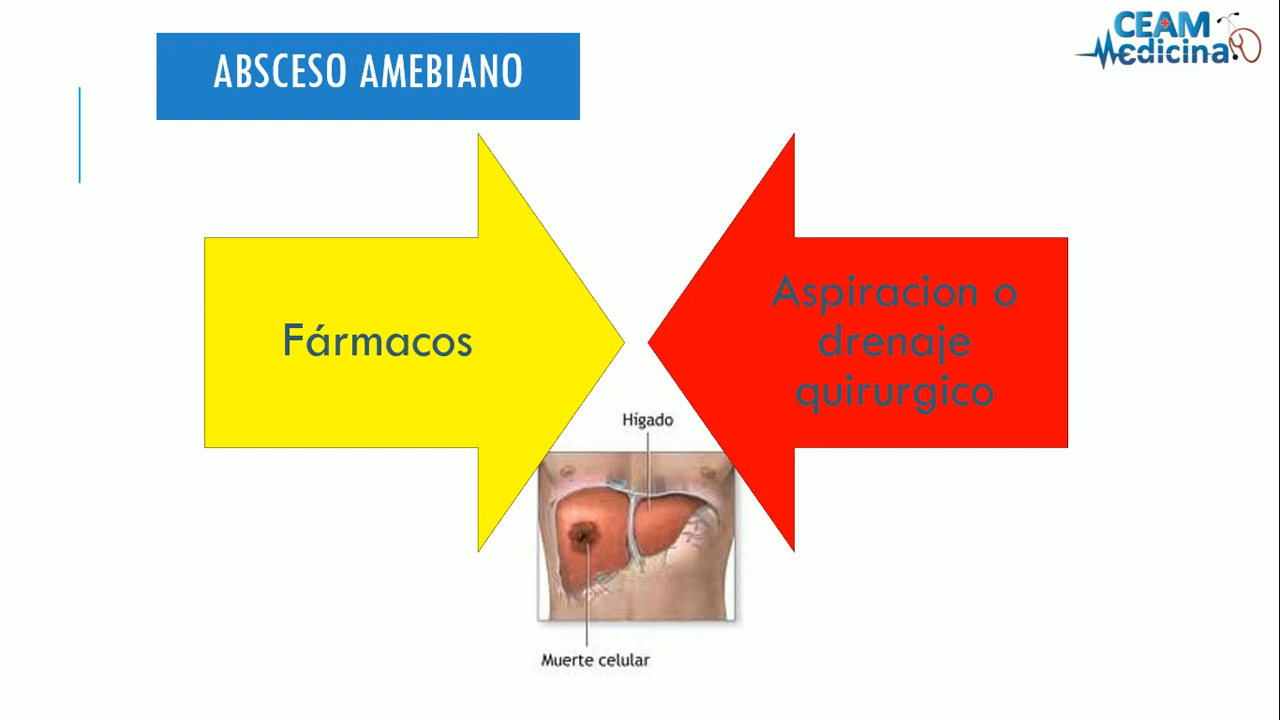 CEAM
Medicina
ABSCESO AMEBIANO
Fármacos
Aspiracion o
drenaje
quirurgico
Hígado
Muerte celular